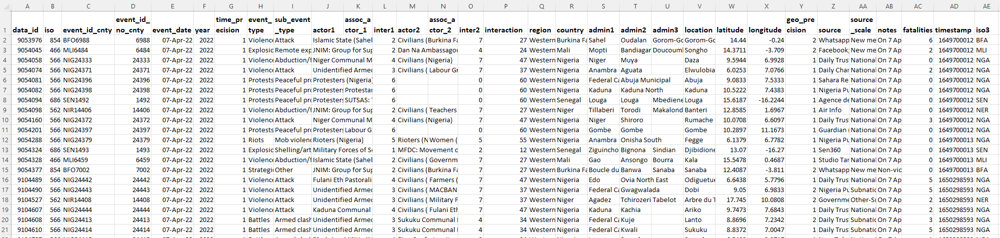 A B C D E F G H I J K L M N O P Q R S T U V W X Y Z AA AB AC AD AE
event_id_ time_pr event_ sub_event assoc_a assoc_a geo_pre source
1 data_id iso event_id_cnty no_cnty event_date year ecision type _type actor1 ctor_1 inter1 actor2 ctor_2 inter2 interaction region country admin1 admin2 admin3 location latitude longitude cision source _scale notes fatalities timestamp iso3
2 9053976 854 BFO6988 6988 07-Apr-22 2022 1 Violenc Attack Islamic State (Sahel 2 Civilians (Burkina Fa 7 27 Western Burkina Fa Sahel Oudalan Gorom-Go Gorom-Go 14.44 -0.24 2 Whatsapp New me On 7 Ap 6 1649700012 BFA
3 9054045 466 MLI6484 6484 07-Apr-22 2022 1 Explosic Remote exp JNIM: Group for Sup 2 Dan Na Ambassagou 4 24 Western Mali Mopti Bandiagar Doucouml Songho 14.3711 -3.709 2 Facebook; New me On 7 Ap 2 1649700012 MLI
4 9054058 566 NIG24333 24333 07-Apr-22 2022 1 Violenc Abduction/f Niger Communal M 4 Civilians (Nigeria) 7 47 Western Nigeria Niger Muya Daza 9.5944 6.9928 1 Daily Trus National On 7 Ap 0 1649700012 NGA
5 9054074 566 NIG24371 24371 07-Apr-22 2022 1 Violenc Attack Unidentified Armed 3 Civilians ( Labour Gr 7 37 Western Nigeria Anambra Aguata Elwulobia 6.0253 7.0766 1 Daily Char National On 7 Ap 2 1649700012 NGA
6 9054081 566 NIG24396 24396 07-Apr-22 2022 1 Protests Peaceful pro Protesters (Nigeria) 6 0 60 Western Nigeria Federal Ca Abuja Municipal Abuja 9.0833 7.5333 1 Sahara Re National On 7 Ap 0 1649700012 NGA
7 9054082 566 NIG24398 24398 07-Apr-22 2022 1 Protests Peaceful pro Protesters Protestar 6 0 60 Western Nigeria Kaduna Kaduna North Kaduna 10.5222 7.4383 1 Nigeria Pu National On 7 Ap 0 1649700012 NGA
8 9054094 686 SEN1492 1492 07-Apr-22 2022 1 Protests Peaceful pro Protesters SUTSAS: 6 0 60 Western Senegal Louga Louga Mbediene Louga 15.6187 -16.2244 1 Agence de National On 7 Ap 0 1649700012 SEN
9 9054098 562 NIR14406 14406 07-Apr-22 2022 1 Violenc Abduction/f JNIM: Group for Sup 2 Civilians ( Teachers 7 27 Western Niger Tillaberi Torodi Makalond Banteri 12.8585 1.6967 1 Air Info National On 7 Ap 0 1649700012 NER
10 9054160 566 NIG24372 24372 07-Apr-22 2022 1 Violenc Attack Niger Communal M 4 Civilians (Nigeria) 7 47 Western Nigeria Niger Shiroro Rumache 10.0708 6.6097 1 Daily Trus National On 7 Ap 3 1649700012 NGA
11 9054201 566 NIG24397 24397 07-Apr-22 2022 1 Protests Peaceful pro Protesters Labour G 6 0 60 Western Nigeria Gombe Gombe Gombe 10.2897 11.1673 1 Guardian ( National On 7 Ap 0 1649700012 NGA
12 9054288 566 NIG24379 24379 07-Apr-22 2022 1 Riots Mob violen Rioters (Nigeria) 5 Rioters (N Women ( 5 55 Western Nigeria Anambra Onisha South Fegge 6.1379 6.7782 1 Nigeria Pu National On 7 Ap 0 1649700013 NGA
13 9054324 686 SEN1493 1493 07-Apr-22 2022 1 Explosic Shelling/art Military Forces of Se 1 MFDC: Movement o 2 12 Western Senegal Ziguincho Bignona Sindian Djibidione 13.07 -16.27 1 Sen360 National On 7 Ap 0 1649700013 SEN
14 9054328 466 MLI6459 6459 07-Apr-22 2022 1 Violenc Abduction/f Islamic State (Sahel 2 Civilians ( Governm 7 27 Western Mali Gao Ansongo Bourra Kala 15.5478 0.4687 1 Studio Tar National On 7 Ap 0 1649700013 MLI
15 9054377 854 BFO7002 7002 07-Apr-22 2022 1 Strategi Other JNIM: Group for Sup 2 Civilians (Burkina Fa 7 27 Western Burkina Fa Boucle du Banwa Sanaba Sanaba 12.4087 -3.811 2 Whatsapp New me Non-vio 0 1649700013 BFA
16 9104489 566 NIG24442 24442 07-Apr-22 2022 1 Violenc Attack Fulani Eth Pastorali 4 Civilians ( Farmers ( 7 47 Western Nigeria Edo Ovia North East Odiguetue 6.6438 5.7796 1 Daily Trus National On 7 Ap 5 1650298593 NGA
17 9104490 566 NIG24443 24443 07-Apr-22 2022 1 Violenc Attack Unidentified Armed 3 Civilians ( MACBAN 7 37 Western Nigeria Federal Ca Gwagwalada Dobi 9.05 6.9833 2 Nigeria Pu Subnatic On 7 Ap 5 1650298593 NGA
18 9104527 562 NIR14408 14408 07-Apr-22 2022 1 Violenc Attack Unidentified Armed 3 Civilians ( Military F 7 37 Western Niger Agadez Tchirozeri Tabelot Arbre du T 17.745 10.0808 2 Governme Other-Su On 7 Ap 2 1650298593 NER
19 9104607 566 NIG24444 24444 07-Apr-22 2022 1 Violenc Attack Kaduna Communal 4 Civilians ( Fulani Eth 7 47 Western Nigeria Kaduna Kachia Ariko 9.7473 7.6843 1 Daily Trus National On 7 Ap 2 1650298593 NGA
20 9104608 566 NIG24413 24413 07-Apr-22 2022 1 Battles Armed clash Unidentified Armed 3 Sukuku Communal 4 34 Western Nigeria Federal Ca Kuje Lanto 8.8696 7.2342 2 Daily Trus Subnatic On 7 Ap 3 1650298593 NGA
21 9104610 566 NIG24414 24414 07-Apr-22 2022 1 Battles Armed clash Unidentified Armed 3 Sukuku Communal 4 34 Western Nigeria Federal Ca Kwali Sukuku 8.8372 7.0047 1 Daily Trus Subnatic On 7 Ap 5 1650298593 NGA